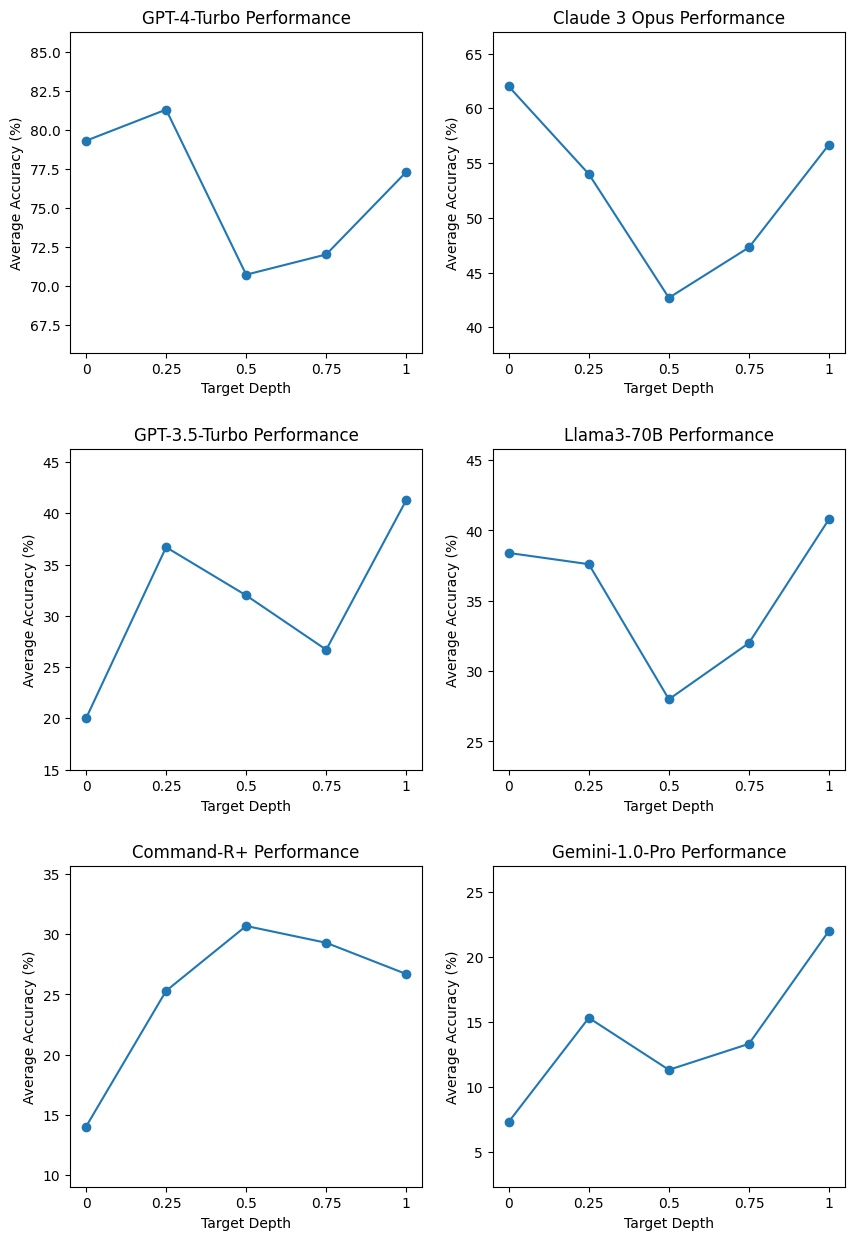 GPT-4-Turbo Performance
Average Accuracy (%)
85.0
82.5
80.0
77.5
75.0
72.5
70.0
67.5
0 0.25 0.5 0.75 1
Target Depth
Claude 3 Opus Performance
Average Accuracy (%)
65
60
55
50
45
40
0 0.25 0.5 0.75 1
Target Depth
GPT-3.5-Turbo Performance
Average Accuracy (%)
45
40
35
30
25
20
15
0 0.25 0.5 0.75 1
Target Depth
Llama3-70B Performance
Average Accuracy (%)
45
40
35
30
25
0 0.25 0.5 0.75 1
Target Depth
Command-R+ Performance
Average Accuracy (%)
35
30
25
20
15
10
0 0.25 0.5 0.75 1
Target Depth
Gemini-1.0-Pro Performance
Average Accuracy (%)
25
20
15
10
5
0 0.25 0.5 0.75 1
Target Depth